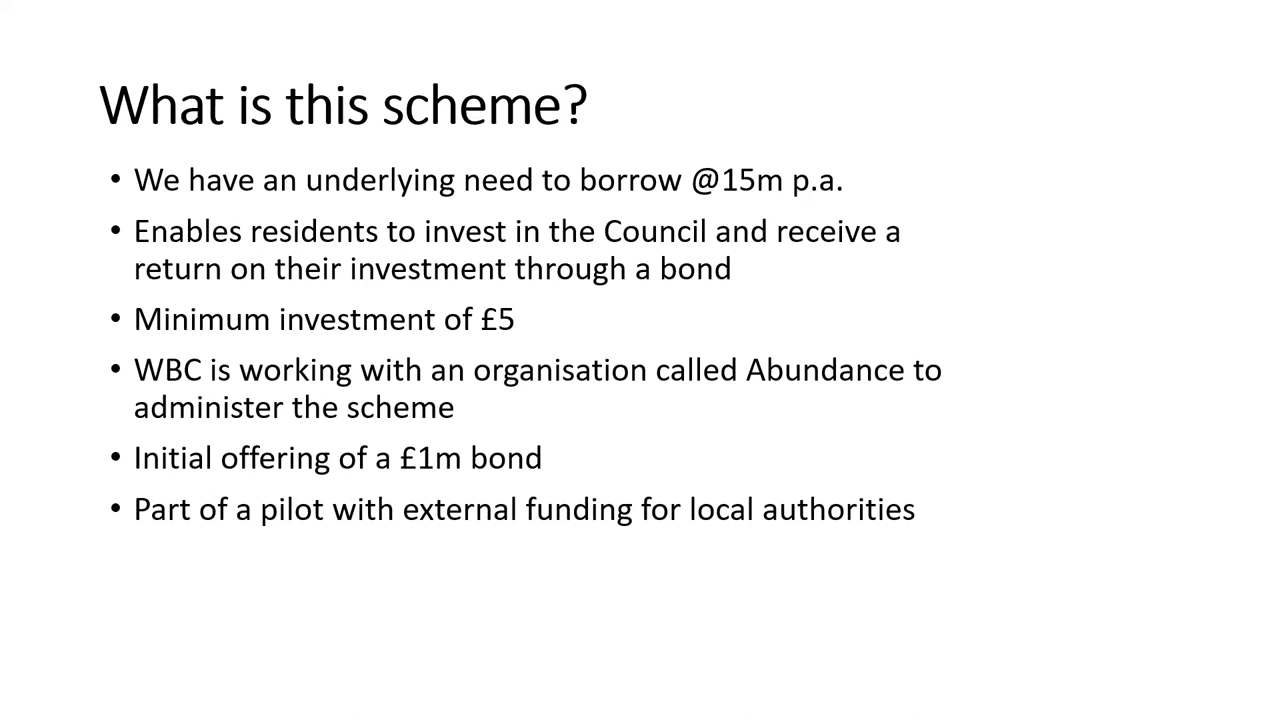 What is this scheme?
• We have an underlying need to borrow @15m p.a.
• Enables residents to invest in the Council and receive a
return on their investment through a bond
• Minimum investment of £5
• WBC is working with an organisation called Abundance to
administer the scheme
• Initial offering of a £1m bond
• Part of a pilot with external funding for local authorities